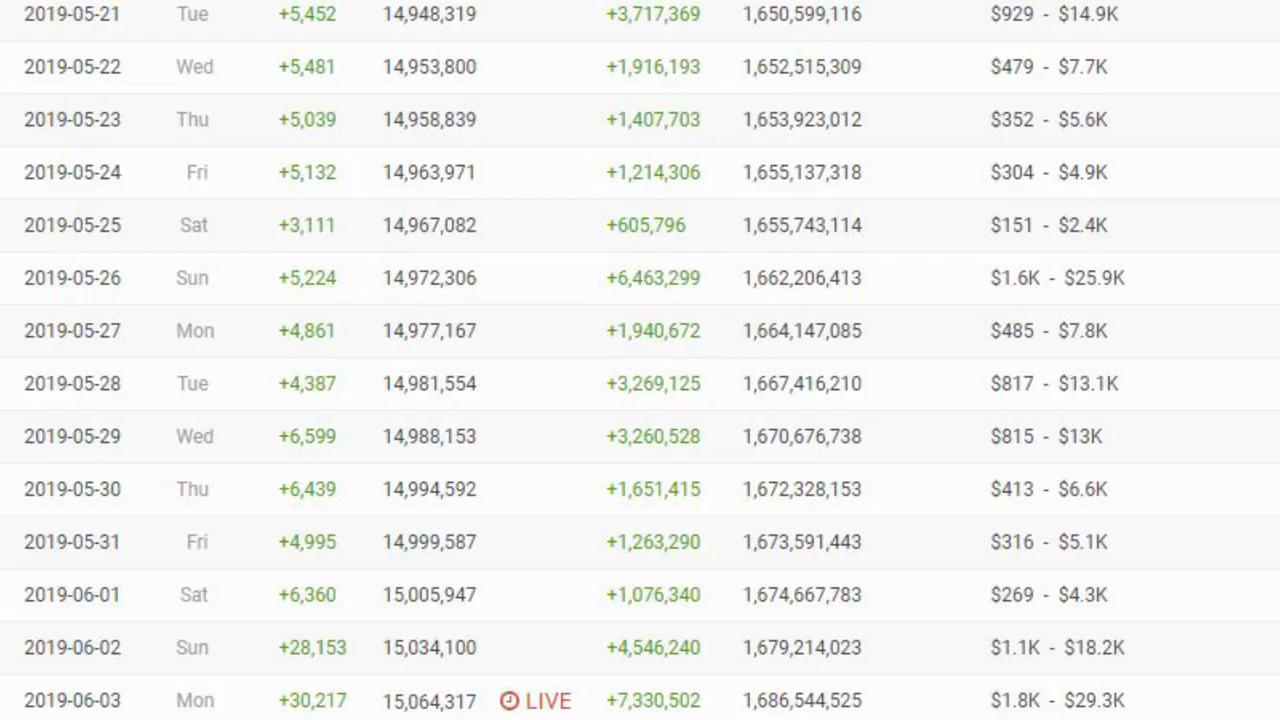 2019-05-21 Tue +5,452 14,948,319 +3,717,369 1,650,599,116 $929 - $14.9K
2019-05-22 Wed +5,481 14,953,800 +1,916,193 1,652,515,309 $479 - $7.7K
2019-05-23 Thu +5,039 14,958,839 +1,407,703 1,653,923,012 $352 - $5.6K
2019-05-24 Fri +5,132 14,963,971 +1,214,306 1,655,137,318 $304 - $4.9K
2019-05-25 Sat +3,111 14,967,082 +605,796 1,655,743,114 $151 - $2.4K
2019-05-26 Sun +5,224 14,972,306 +6,463,299 1,662,206,413 $1.6K - $25.9K
2019-05-27 Mon +4,861 14,977,167 +1,940,672 1,664,147,085 $485 - $7.8K
2019-05-28 Tue +4,387 14,981,554 +3,269,125 1,667,416,210 $817 - $13.1K
2019-05-29 Wed +6,599 14,988,153 +3,260,528 1,670,676,738 $815 - $13K
2019-05-30 Thu +6,439 14,994,592 +1,651,415 1,672,328,153 $413 - $6.6K
2019-05-31 Fri +4,995 14,999,587 +1,263,290 1,673,591,443 $316 - $5.1K
2019-06-01 Sat +6,360 15,005,947 +1,076,340 1,674,667,783 $269 - $4.3K
2019-06-02 Sun +28,153 15,034,100 +4,546,240 1,679,214,023 $1.1K - $18.2K
2019-06-03 Mon +30,217 15,064,317 LIVE +7,330,502 1,686,544,525 $1.8K - $29.3K